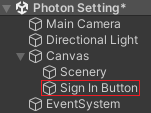 Photon Setting*
Main Camera
Directional Light
Canvas
Scenery
Sign In Button
EventSystem